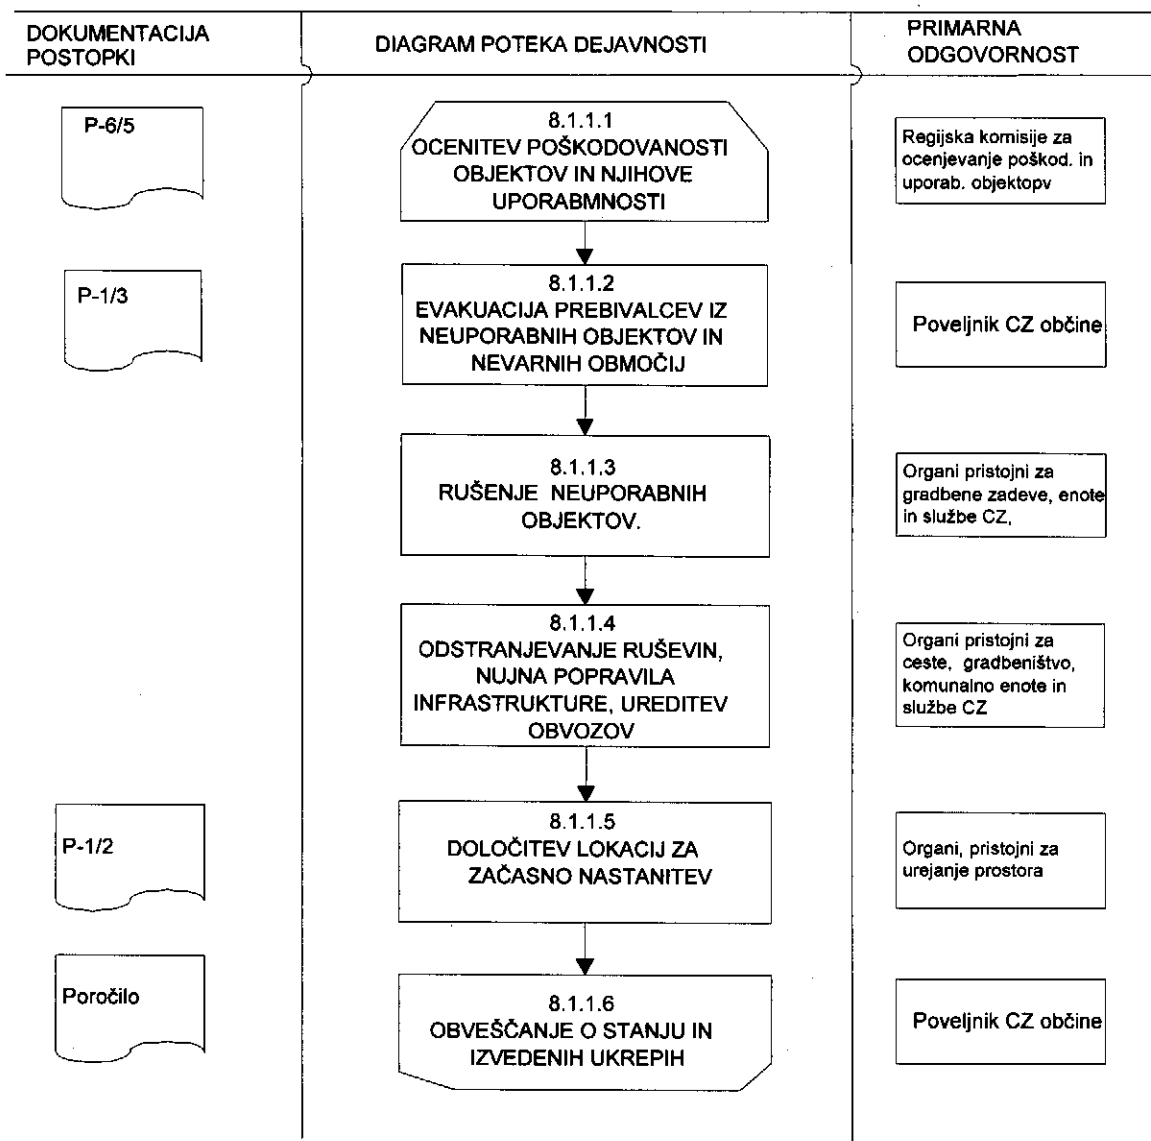 DOKUMENTACIJA
POSTOPKI
DIAGRAM POTEKA DEJAVNOSTI
PRIMARNA
ODGOVORNOST
P-6/5
8.1.1.1
OCENITEV POŠKODOVANOSTI
OBJEKTOV IN NJIHOVE
UPORABMNOSTI
Regijska komisije za
ocenjevanje poškod. in
uporab. objektopv
P-1/3
8.1.1.2
EVAKUACIJA PREBIVALCEV IZ
NEUPORABNIH OBJEKTOV IN
NEVARNIH OBMOČIJ
Poveljnik CZ občine
8.1.1.3
RUŠENJE NEUPORABNIH
OBJEKTOV.
Organi pristojni za
gradbene zadeve, enote
in službe CZ,
8.1.1.4
ODSTRANJEVANJE RUŠEVIN,
NUJNA POPRAVILA
INFRASTRUKTURE, UREDITEV
OBVOZOV
Organi pristojni za
ceste, gradbeništvo,
komunalno enote in
službe CZ
P-1/2
8.1.1.5
DOLOČITEV LOKACIJ ZA
ZAČASNO NASTANITEV
Organi, pristojni za
urejanje prostora
Poročilo
8.1.1.6
OBVEŠČANJE O STANJU IN
IZVEDENIH UKREPIH
Poveljnik CZ občine